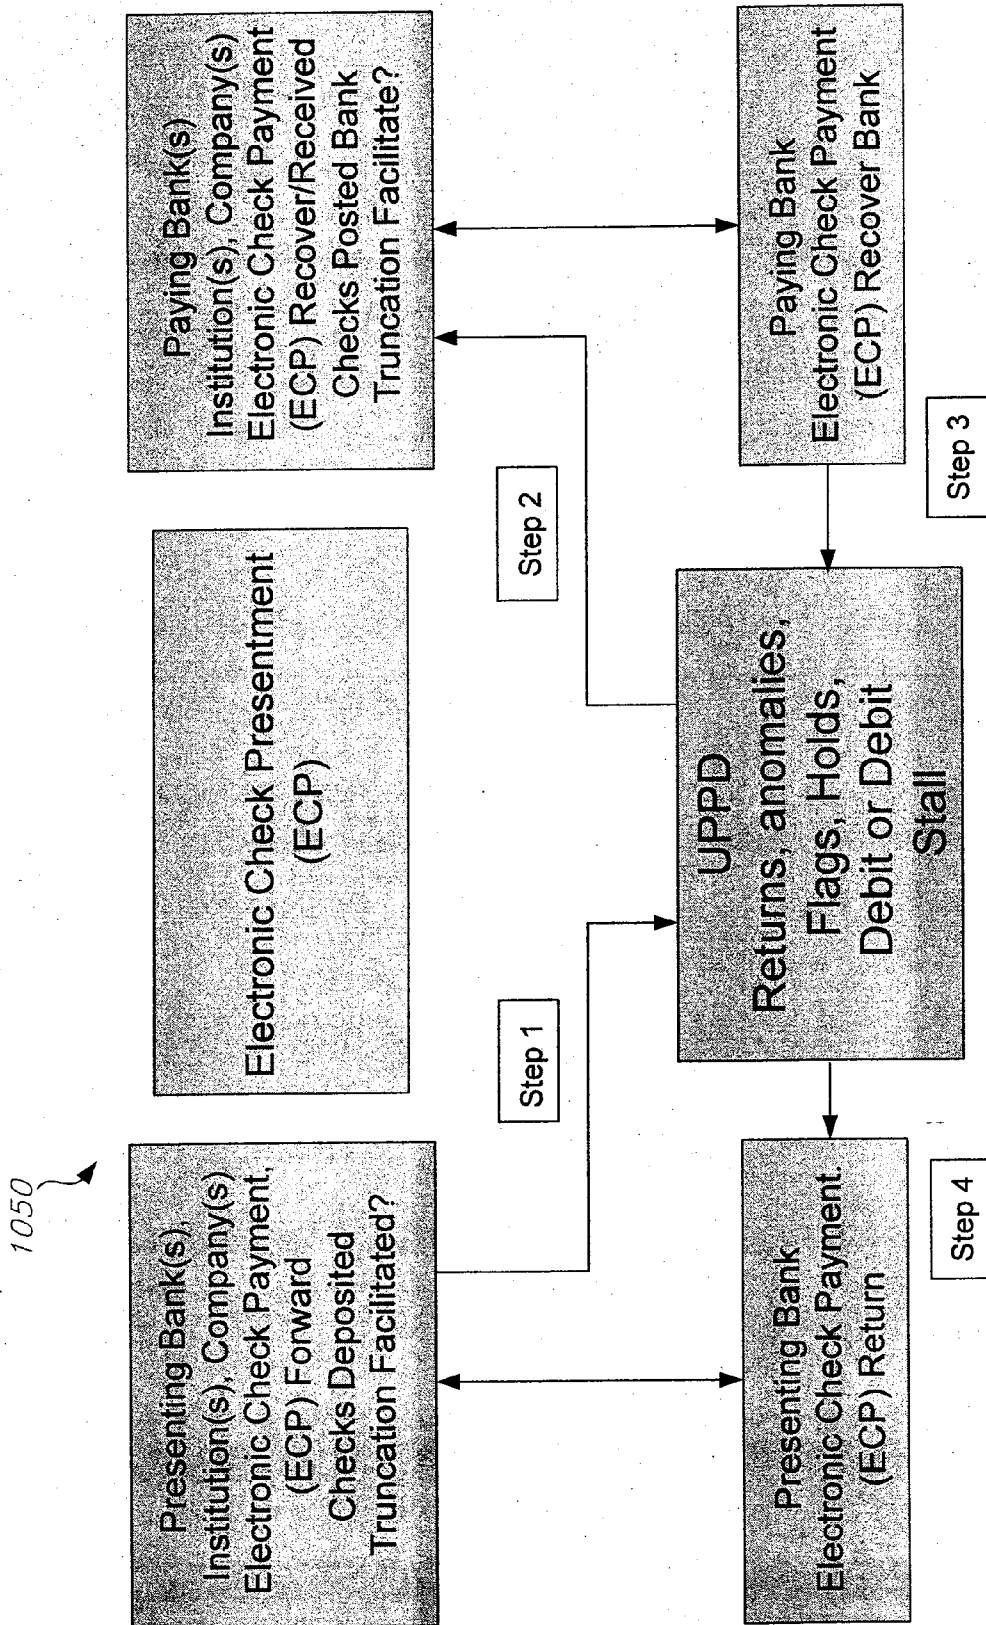 1050
Presenting Bank(s),
Institution(s), Company(s)
Electronic Check Payment,
(ECP) Forward
Checks Deposited
Truncation Facilitated?
Electronic Check Presentment
(ECP)
Paying Bank(s)
Institution(s), Company(s)
Electronic Check Payment
(ECP) Recover/Received
Checks Posted Bank
Truncation Facilitate?
Step 1
Step 2
Presenting Bank
Electronic Check Payment.
(ECP) Return
UPPD
Returns, anomalies,
Flags, Holds,
Debit or Debit
Stall
Paying Bank
Electronic Check Payment
(ECP) Recover Bank
Step 4
Step 3